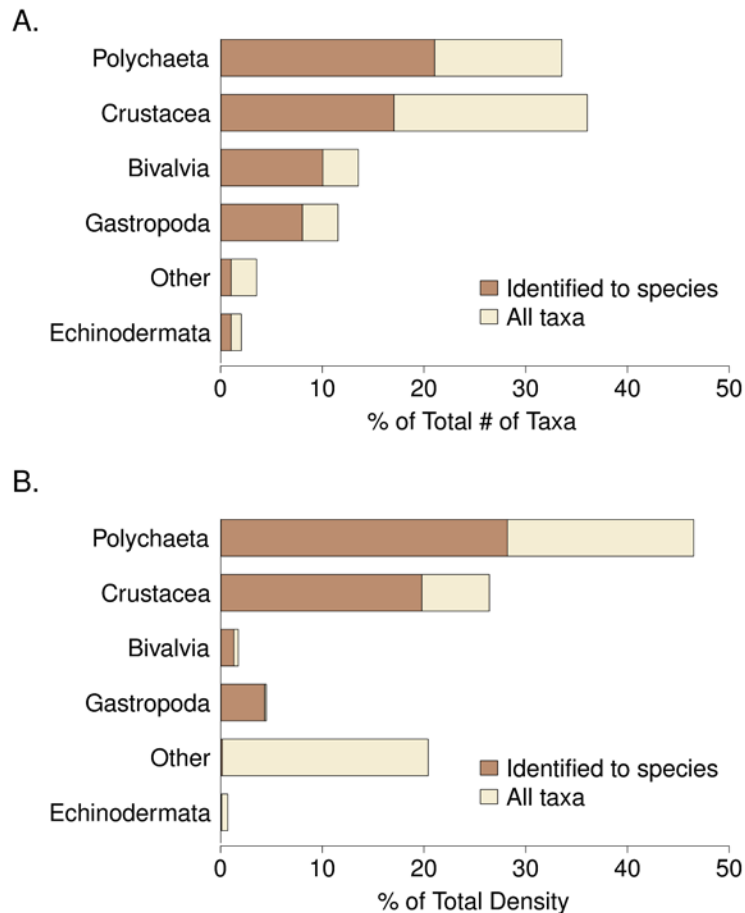 A.
Polychaeta
Crustacea
Bivalvia
Gastropoda
Other
Echinodermata
Identified to species
All taxa
0 10 20 30 40 50
% of Total # of Taxa
B.
Polychaeta
Crustacea
Bivalvia
Gastropoda
Other
Echinodermata
Identified to species
All taxa
0 10 20 30 40 50
% of Total Density